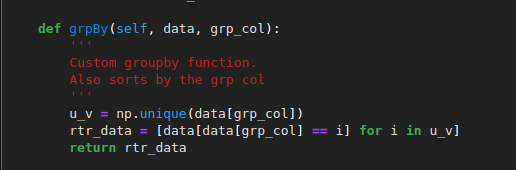 def grpBy(self, data, grp_col):
'''
Custom groupby function.
Also sorts by the grp col
'''
u_v = np.unique(data[grp_col])
rtr_data = [data[data[grp_col] == i] for i in u_v]
return rtr_data